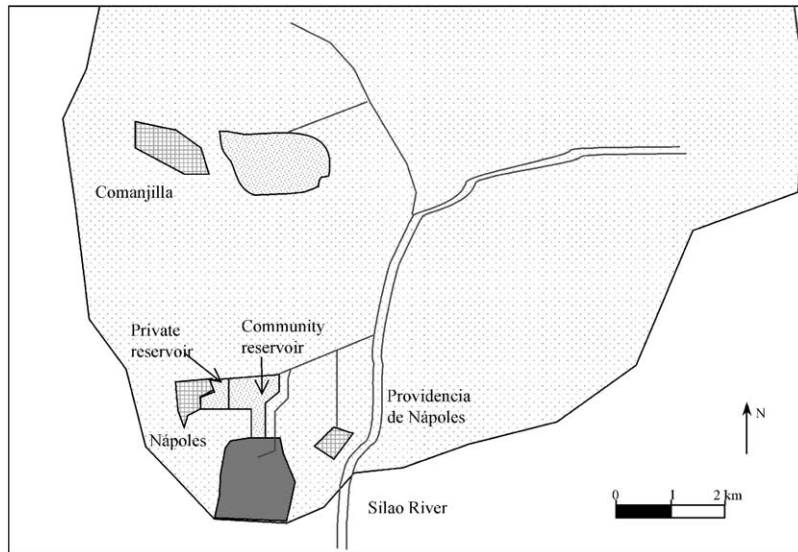 Comanjilla
Private
reservoir
Community
reservoir
Providencia
de Nápoles
Nápoles
N
Silao River
0 1 2 km